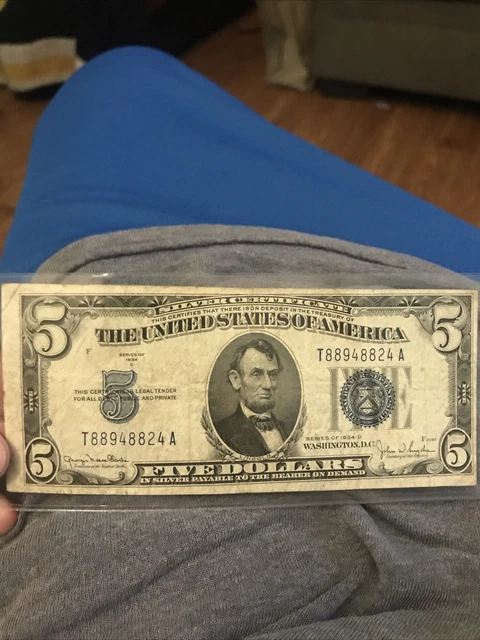 SILVER CERTIFICATE
THIS CERTIFIES THAT THERE IS ON DEPOSIT IN THE TREASURY OF
THE UNITED STATES OF AMERICA
5
5
F
SERIES OF
1934
D
T88948824A
THIS CERTIFICATE IS LEGAL TENDER
FOR ALL DEBTS PUBLIC AND PRIVATE
5
FIVE
T88948824A
SERIES OF 1934 D
WASHINGTON, D.C.
5
5
FIVE DOLLARS
IN SILVER PAYABLE TO THE BEARER ON DEMAND